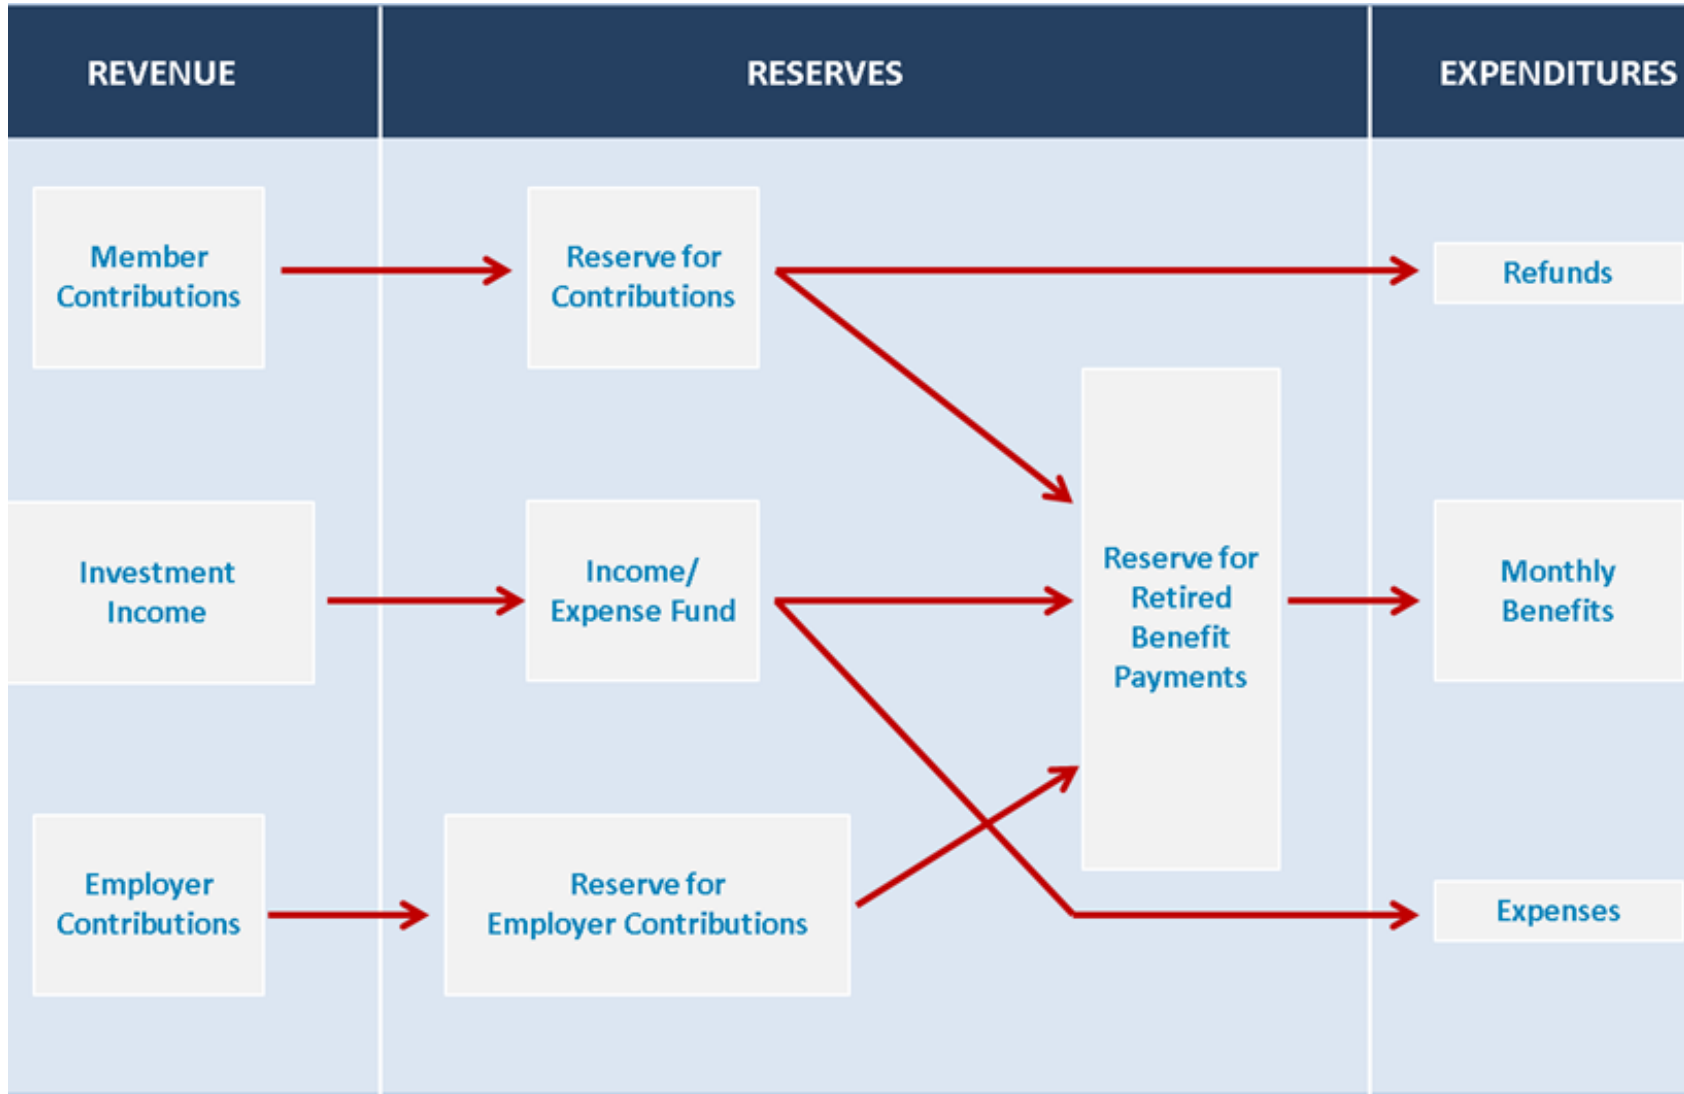 REVENUE
RESERVES
EXPENDITURES
Member
Contributions
Reserve for
Contributions
Refunds
Investment
Income
Income/
Expense Fund
Reserve for
Retired
Benefit
Payments
Monthly
Benefits
Employer
Contributions
Reserve for
Employer Contributions
Expenses